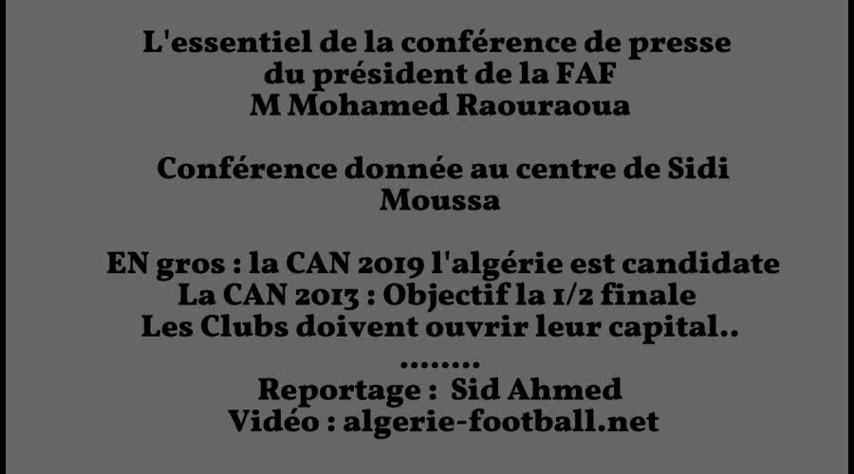 L'essentiel de la conférence de presse
du président de la FAF
M Mohamed Raouraoua
Conférence donnée au centre de Sidi
Moussa
EN gros : la CAN 2019 l'algérie est candidate
La CAN 2013 : Objectif la 1/2 finale
Les Clubs doivent ouvrir leur capital..
........
Reportage : Sid Ahmed
Vidéo : algerie-football.net